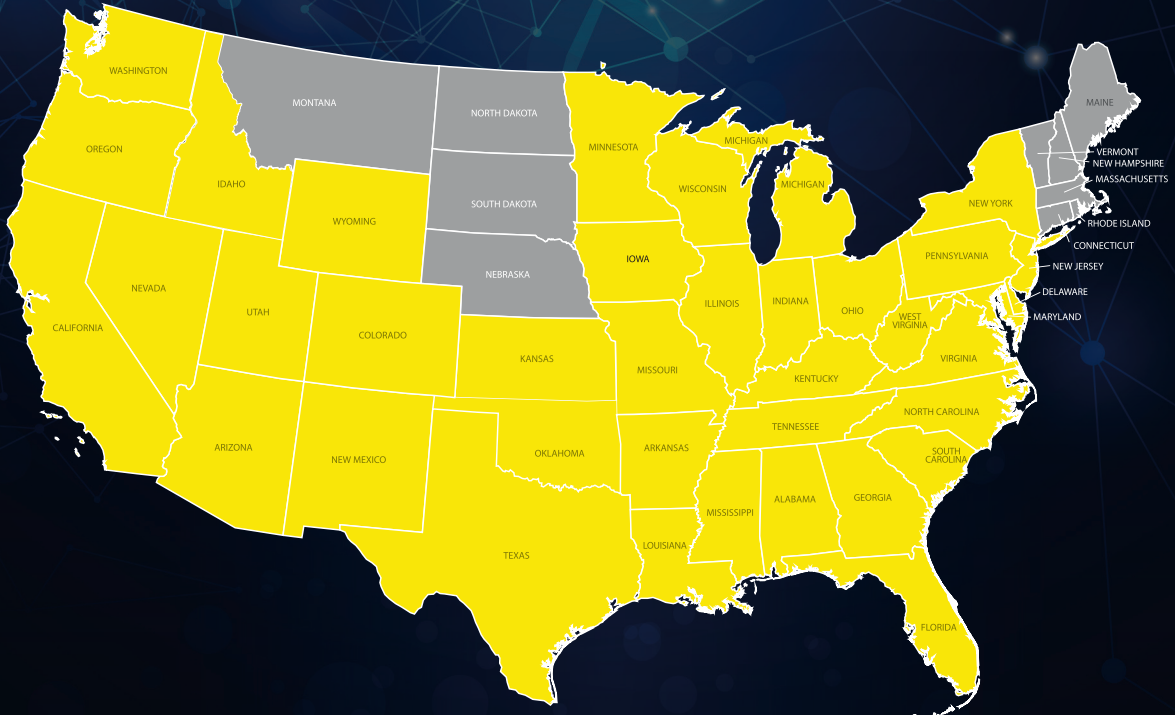 WASHINGTON
MONTANA
NORTH DAKOTA
MINNESOTA
MICHIGAN
MAINE
OREGON
IDAHO
WYOMING
SOUTH DAKOTA
WISCONSIN
MICHIGAN
NEW YORK
VERMONT
NEW HAMPSHIRE
MASSACHUSETTS
RHODE ISLAND
CONNECTICUT
NEVADA
UTAH
NEBRASKA
IOWA
ILLINOIS
INDIANA
OHIO
PENNSYLVANIA
NEW JERSEY
DELAWARE
MARYLAND
CALIFORNIA
COLORADO
KANSAS
MISSOURI
KENTUCKY
WEST
VIRGINIA
VIRGINIA
ARIZONA
NEW MEXICO
OKLAHOMA
ARKANSAS
TENNESSEE
NORTH CAROLINA
SOUTH
CAROLINA
TEXAS
LOUISIANA
MISSISSIPPI
ALABAMA
GEORGIA
FLORIDA